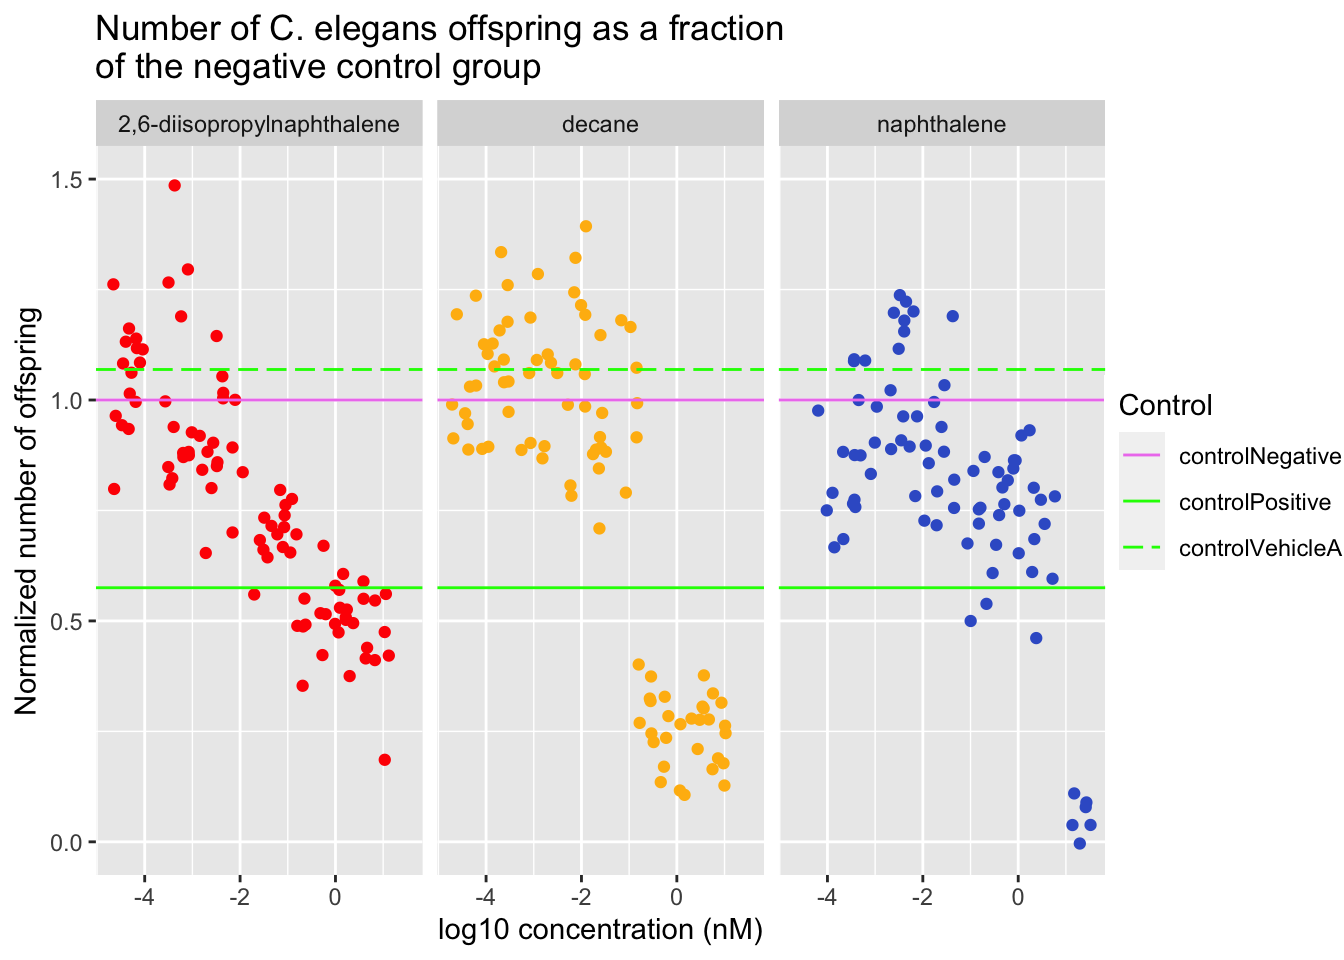 Number of C. elegans offspring as a fraction
of the negative control group
2,6-diisopropylnaphthalene
decane
naphthalene
Normalized number of offspring
1.5
1.0
0.5
0.0
-4
-2
0
-4
-2
0
-4
-2
0
log10 concentration (nM)
Control
controlNegative
controlPositive
controlVehicleA